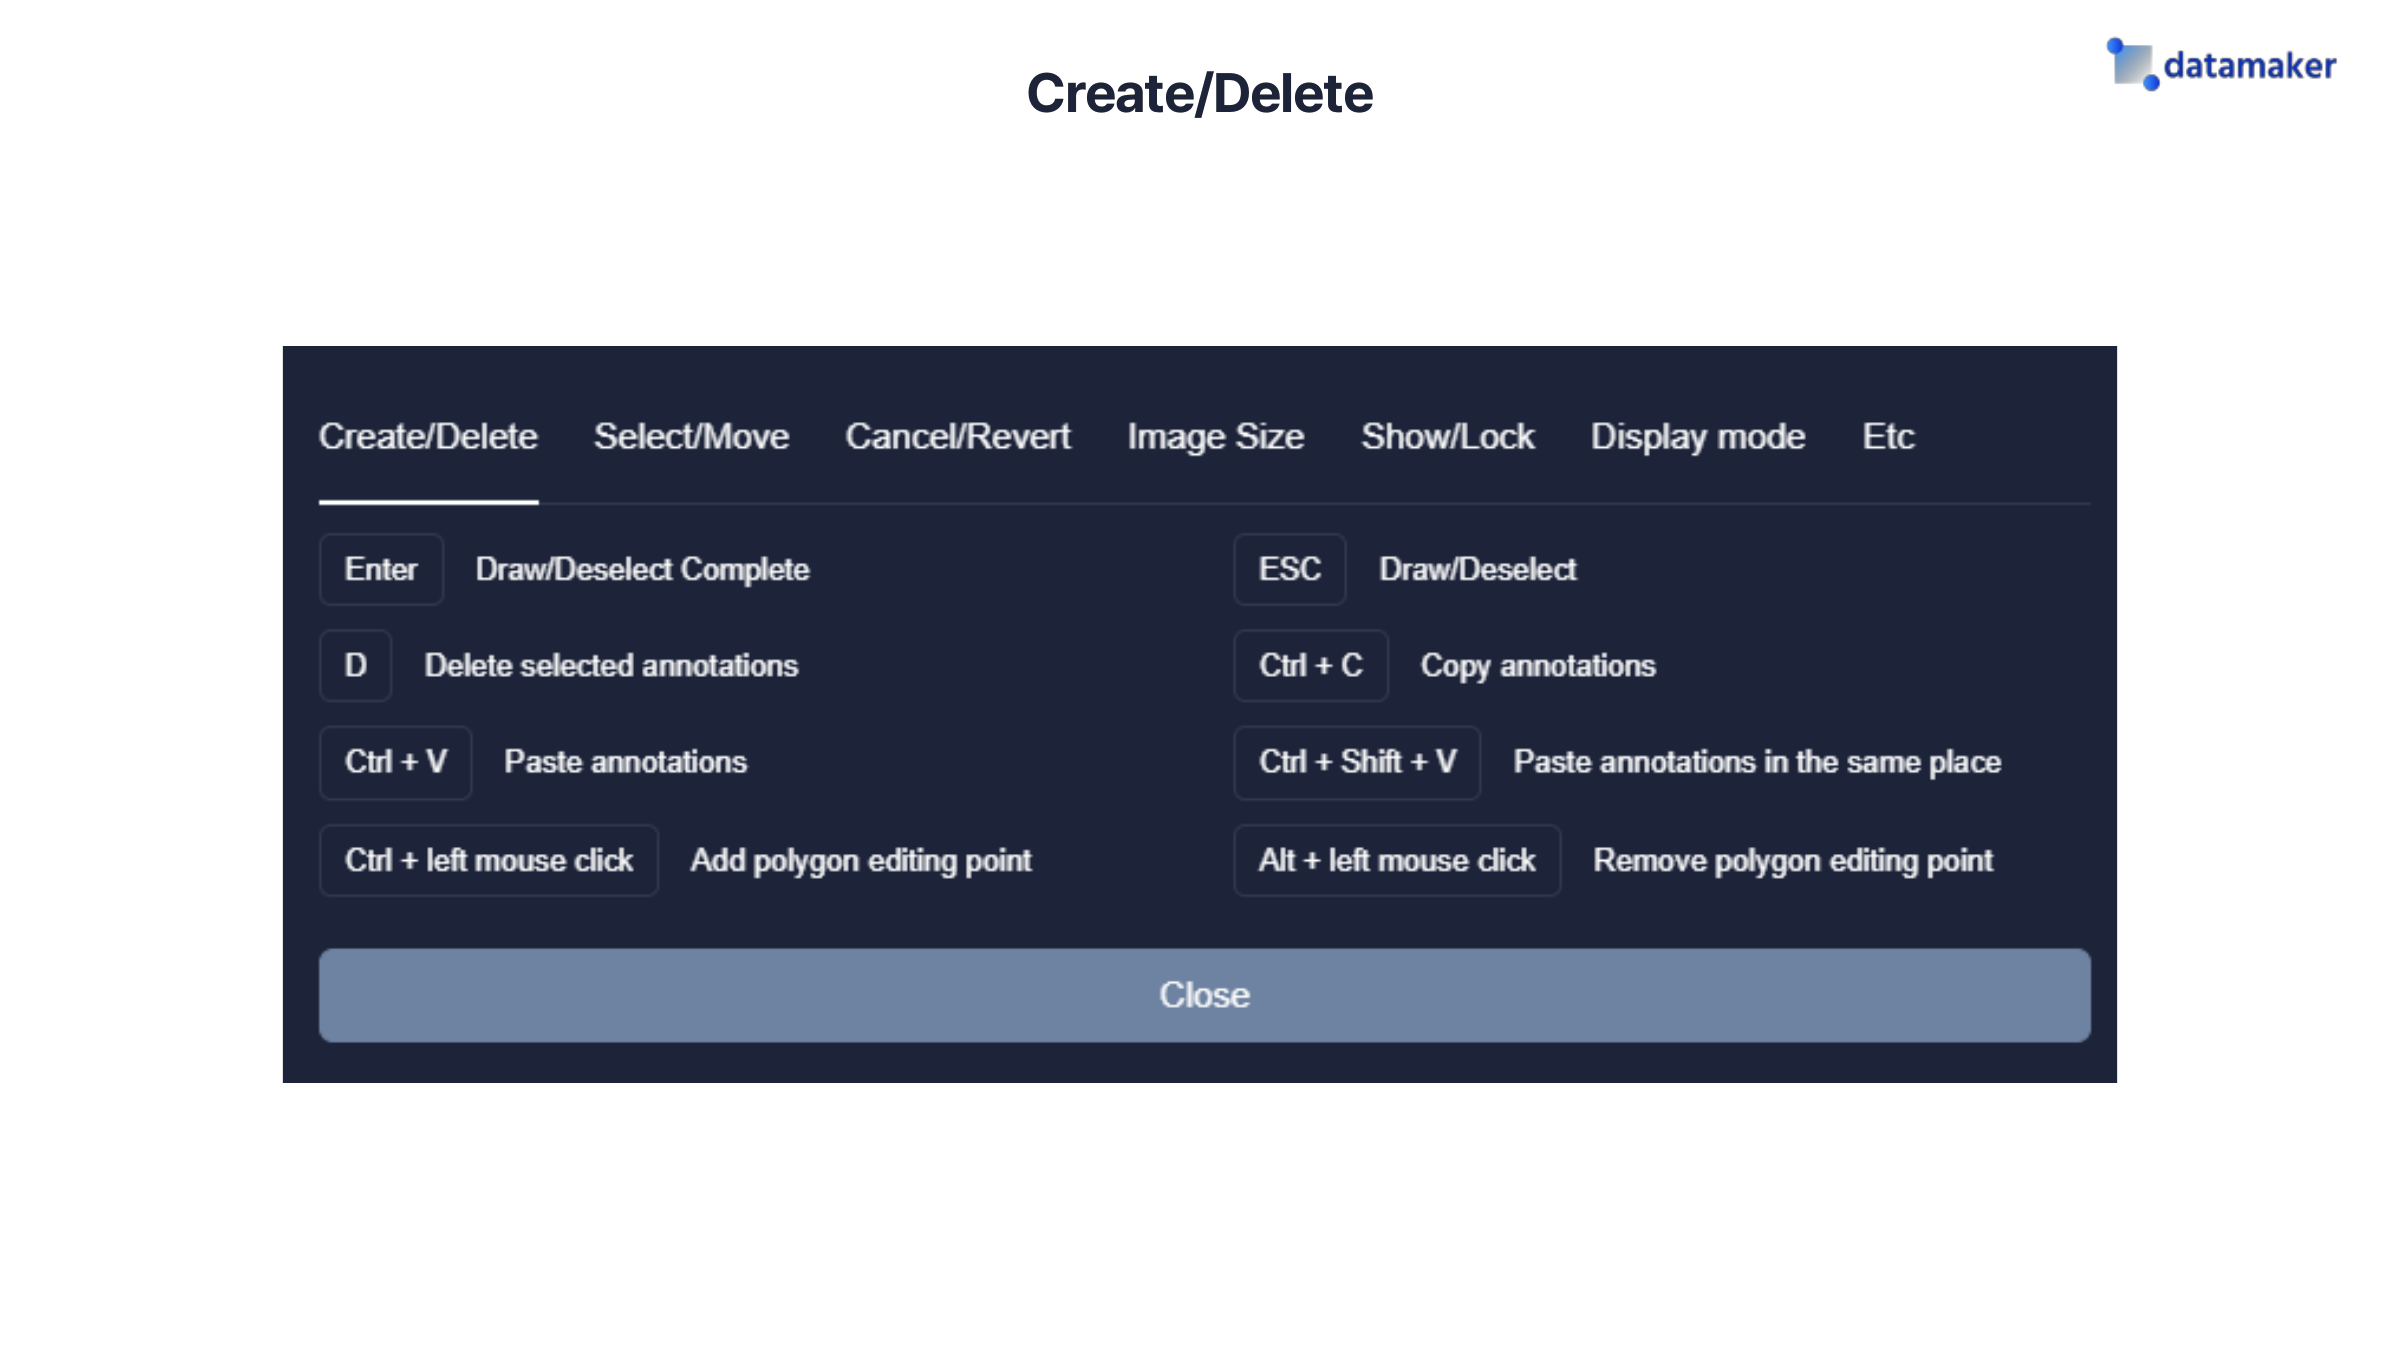 Create/Delete
datamaker
Create/Delete Select/Move Cancel/Revert Image Size Show/Lock Display mode Etc
Enter Draw/Deselect Complete ESC Draw/Deselect
D Delete selected annotations Ctrl + C Copy annotations
Ctrl + V Paste annotations Ctrl + Shift + V Paste annotations in the same place
Ctrl + left mouse click Add polygon editing point Alt + left mouse click Remove polygon editing point
Close